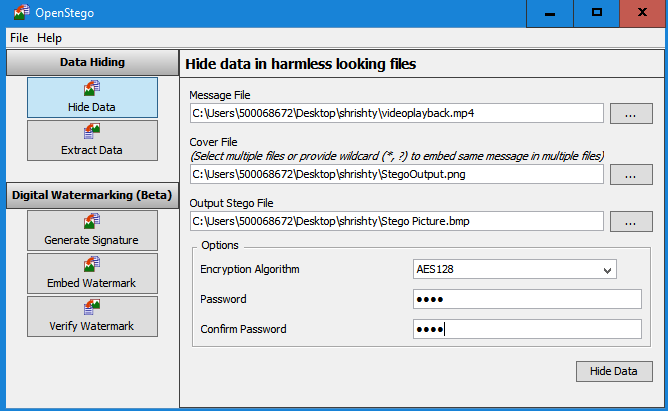 OpenStego
File Help
Data Hiding
Hide Data
Extract Data
Digital Watermarking (Beta)
Generate Signature
Embed Watermark
Verify Watermark
Hide data in harmless looking files
Message File
C:\Users\500068672\Desktop\shrishty\videoplayback.mp4
...
Cover File
(Select multiple files or provide wildcard (*, ?) to embed same message in multiple files)
C:\Users\500068672\Desktop\shrishty\StegoOutput.png
...
Output Stego File
C:\Users\500068672\Desktop\shrishty\Stego Picture.bmp
...
Options
Encryption Algorithm AES128
Password ●●●●
Confirm Password ●●●●
Hide Data